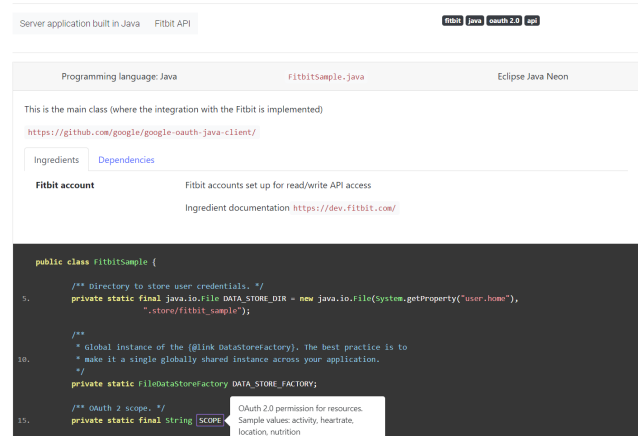 Server application built in Java Fitbit API
fitbit java oauth 2.0 api
Programming language: Java FitbitSample.java Eclipse Java Neon
This is the main class (where the integration with the Fitbit is implemented)
https://github.com/google/google-oauth-java-client/
Ingredients Dependencies
Fitbit account Fitbit accounts set up for read/write API access
Ingredient documentation https://dev.fitbit.com/
public class FitbitSample {
/** Directory to store user credentials. */
5. private static final java.io.File DATA_STORE_DIR = new java.io.File(System.getProperty("user.home"),
".store/fitbit_sample");
/**
* Global instance of the {@link DataStoreFactory}. The best practice is to
10. * make it a single globally shared instance across your application.
*/
private static FileDataStoreFactory DATA_STORE_FACTORY;
/** OAuth 2 scope. */
15. private static final String SCOPE
OAuth 2.0 permission for resources.
Sample values: activity, heartrate,
location, nutrition